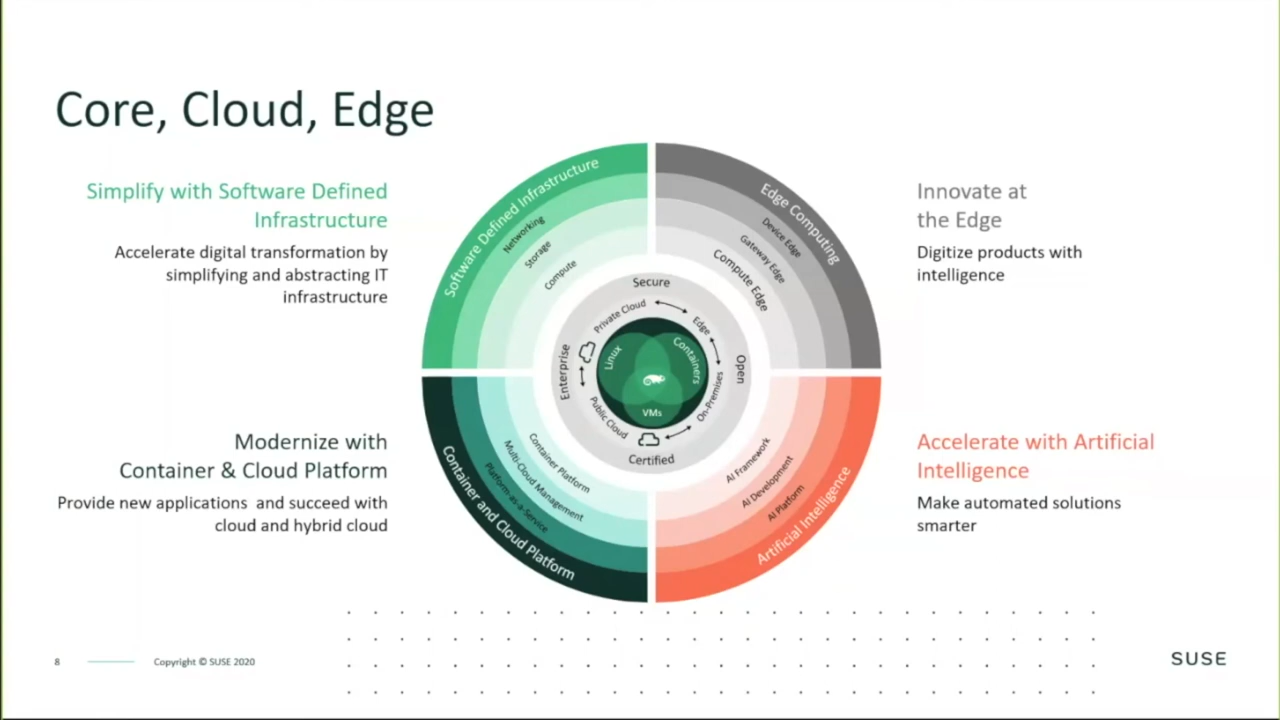 Core, Cloud, Edge
Simplify with Software Defined
Infrastructure
Accelerate digital transformation by
simplifying and abstracting IT
infrastructure
Modernize with
Container & Cloud Platform
Provide new applications and succeed with
cloud and hybrid cloud
Software Defined Infrastructure
Networking
Storage
Compute
Edge Computing
Device Edge
Gateway Edge
Compute Edge
Secure
Private Cloud
Edge
Enterprise
Linux
Containers
VMs
Open
On-Premises
Public Cloud
Certified
Container Platform
Multi-Cloud Management
Platform-as-a-Service
Container and Cloud Platform
AI Framework
AI Development
AI Platform
Artificial Intelligence
Innovate at
the Edge
Digitize products with
intelligence
Accelerate with Artificial
Intelligence
Make automated solutions
smarter
8
Copyright © SUSE 2020
SUSE